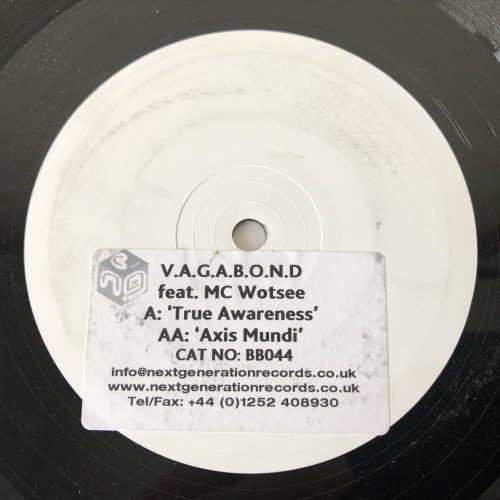 V.A.G.A.B.O.N.D
feat. MC Wotsee
A: ‘True Awareness’
AA: ‘Axis Mundi’
CAT NO: BB044
info@nextgenerationrecords.co.uk
www.nextgenerationrecords.co.uk
Tel/Fax: +44 (0)1252 408930